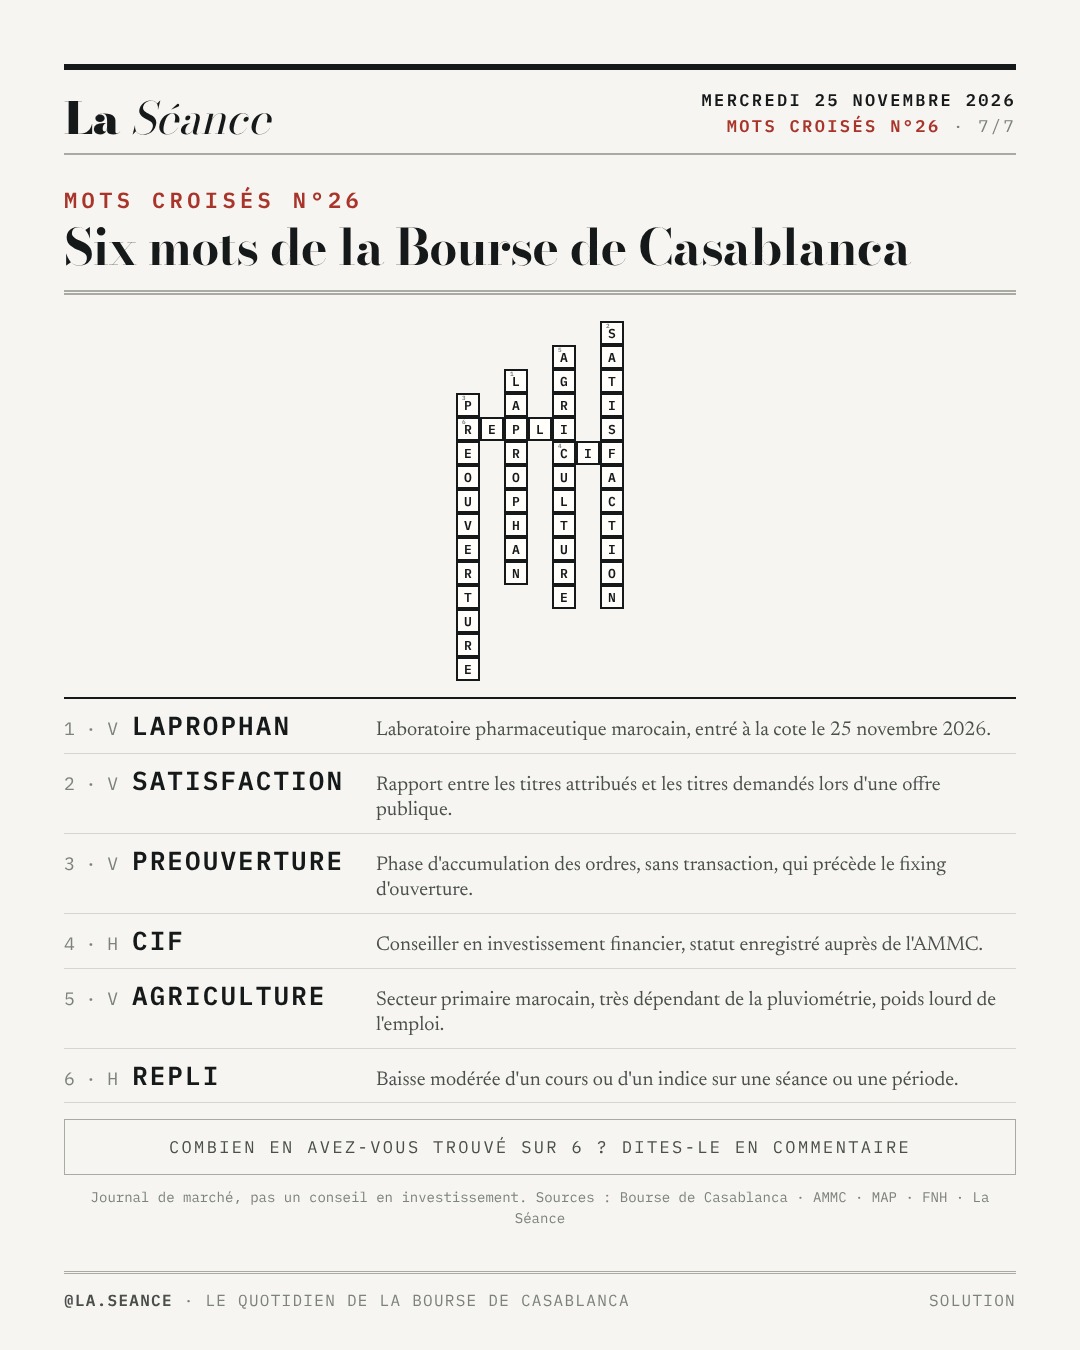 La Séance
MERCREDI 25 NOVEMBRE 2026
MOTS CROISÉS N°26 · 7/7
MOTS CROISÉS N°26
Six mots de la Bourse de Casablanca
2 S
5 A A
1 L G T
3 P A R I
6 R E P L I S
E R 4 C I F
O O U A
U P L C
V H T T
E A U I
R N R O
T E N
U
R
E
1 · V LAPROPHAN Laboratoire pharmaceutique marocain, entré à la cote le 25 novembre 2026.
2 · V SATISFACTION Rapport entre les titres attribués et les titres demandés lors d'une offre
publique.
3 · V PREOUVERTURE Phase d'accumulation des ordres, sans transaction, qui précède le fixing
d'ouverture.
4 · H CIF Conseiller en investissement financier, statut enregistré auprès de l'AMMC.
5 · V AGRICULTURE Secteur primaire marocain, très dépendant de la pluviométrie, poids lourd de
l'emploi.
6 · H REPLI Baisse modérée d'un cours ou d'un indice sur une séance ou une période.
COMBIEN EN AVEZ-VOUS TROUVÉ SUR 6 ? DITES-LE EN COMMENTAIRE
Journal de marché, pas un conseil en investissement. Sources : Bourse de Casablanca · AMMC · MAP · FNH · La
Séance
@LA.SEANCE · LE QUOTIDIEN DE LA BOURSE DE CASABLANCA
SOLUTION